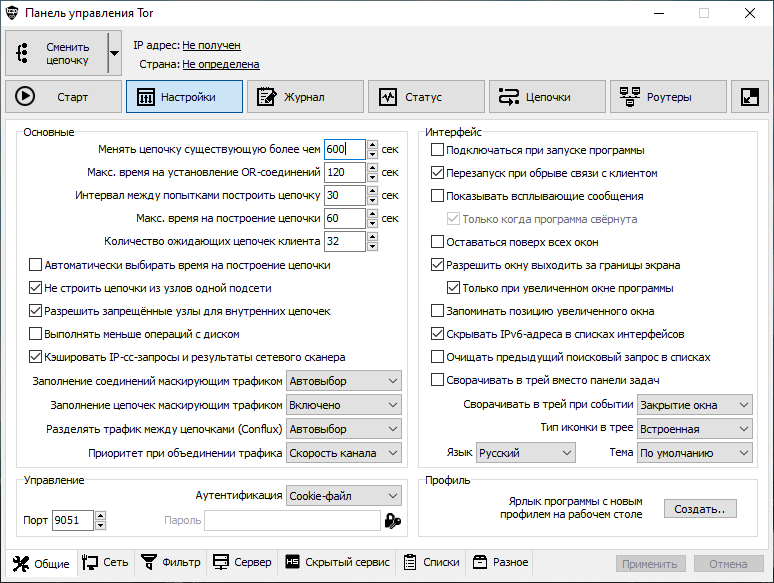 Панель управления Tor
Сменить цепочку
IP адрес: Не получен
Страна: Не определена
Старт
Настройки
Журнал
Статус
Цепочки
Роутеры
Основные
Менять цепочку существующую более чем 600 сек
Макс. время на установление OR-соединений 120 сек
Интервал между попытками построить цепочку 30 сек
Макс. время на построение цепочки 60 сек
Количество ожидающих цепочек клиента 32
Автоматически выбирать время на построение цепочки
Не строить цепочки из узлов одной подсети
Разрешить запрещённые узлы для внутренних цепочек
Выполнять меньше операций с диском
Кэшировать IP-cc-запросы и результаты сетевого сканера
Заполнение соединений маскирующим трафиком Автовыбор
Заполнение цепочек маскирующим трафиком Включено
Разделять трафик между цепочками (Conflux) Автовыбор
Приоритет при объединении трафика Скорость канала
Интерфейс
Подключаться при запуске программы
Перезапуск при обрыве связи с клиентом
Показывать всплывающие сообщения
Только когда программа свёрнута
Оставаться поверх всех окон
Разрешить окну выходить за границы экрана
Только при увеличенном окне программы
Запоминать позицию увеличенного окна
Скрывать IPv6-адреса в списках интерфейсов
Очищать предыдущий поисковый запрос в списках
Сворачивать в трей вместо панели задач
Сворачивать в трей при событии Закрытие окна
Тип иконки в трее Встроенная
Язык Русский Тема По умолчанию
Управление
Аутентификация Cookie-файл
Порт 9051 Пароль
Профиль
Ярлык программы с новым
профилем на рабочем столе
Создать..
Общие
Сеть
Фильтр
Сервер
HS Скрытый сервис
Списки
Разное
Применить
Отмена